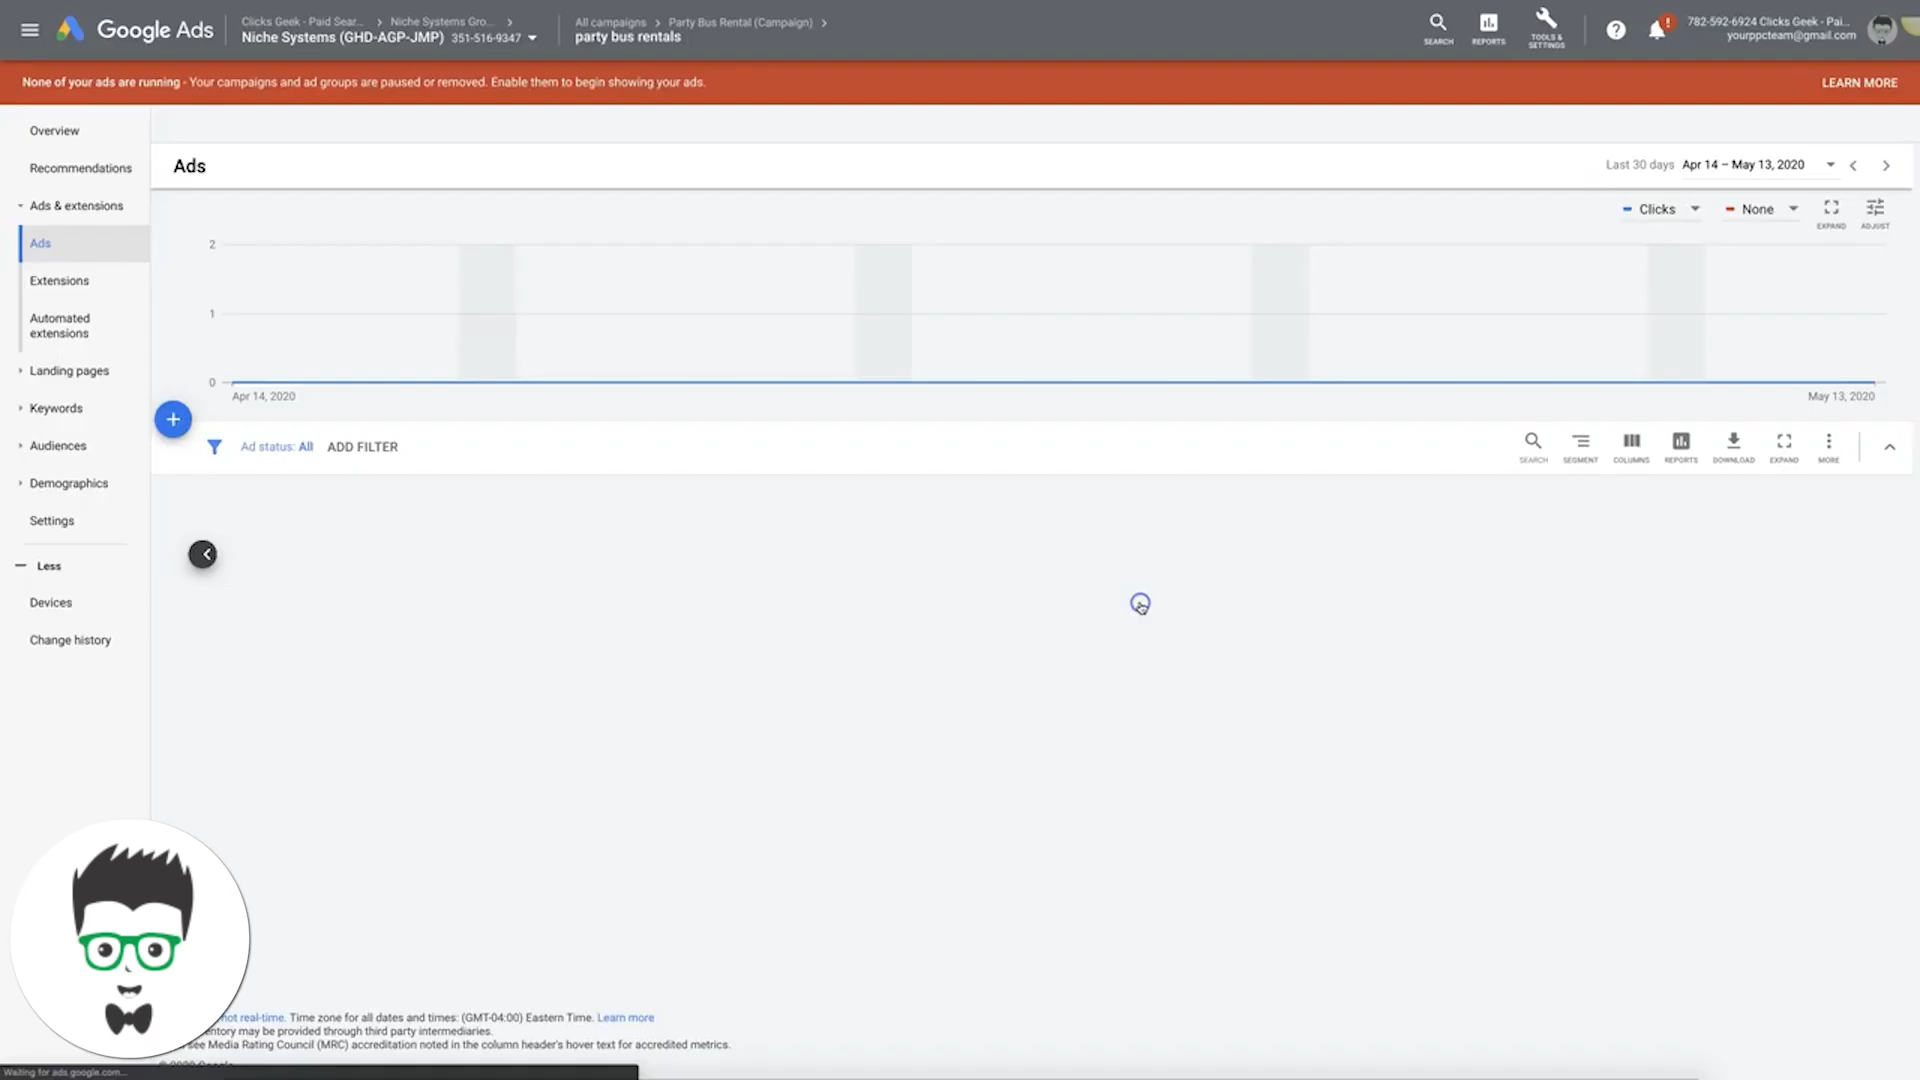 Google Ads
Clicks Geek - Paid Sear... > Niche Systems Gro... >
Niche Systems (GHD-AGP-JMP) 351-516-9347
All campaigns > Party Bus Rental (Campaign) >
party bus rentals
SEARCH
REPORTS
TOOLS &
SETTINGS
782-592-6924 Clicks Geek - Pai...
yourppcteam@gmail.com
None of your ads are running - Your campaigns and ad groups are paused or removed. Enable them to begin showing your ads.
LEARN MORE
Overview
Recommendations
Ads & extensions
Ads
Extensions
Automated
extensions
Landing pages
Keywords
Audiences
Demographics
Settings
Less
Devices
Change history
Ads
Last 30 days Apr 14 – May 13, 2020
Clicks
None
EXPAND
ADJUST
2
1
0
Apr 14, 2020
May 13, 2020
Ad status: All
ADD FILTER
SEARCH
SEGMENT
COLUMNS
REPORTS
DOWNLOAD
EXPAND
MORE
not real-time. Time zone for all dates and times: (GMT-04:00) Eastern Time. Learn more
may be provided through third party intermediaries.
see Media Rating Council (MRC) accreditation noted in the column header's hover text for accredited metrics.
Waiting for ads.google.com...